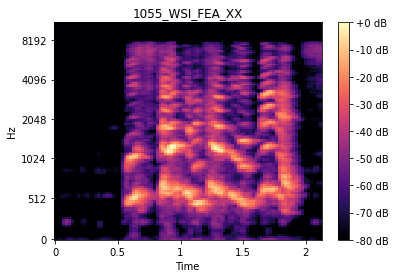 1055_WSI_FEA_XX
+0 dB
8192
-10 dB
4096
-20 dB
-30 dB
2048
Hz
-40 dB
1024
-50 dB
512
-60 dB
-70 dB
0
-80 dB
0 0.5 1 1.5 2
Time